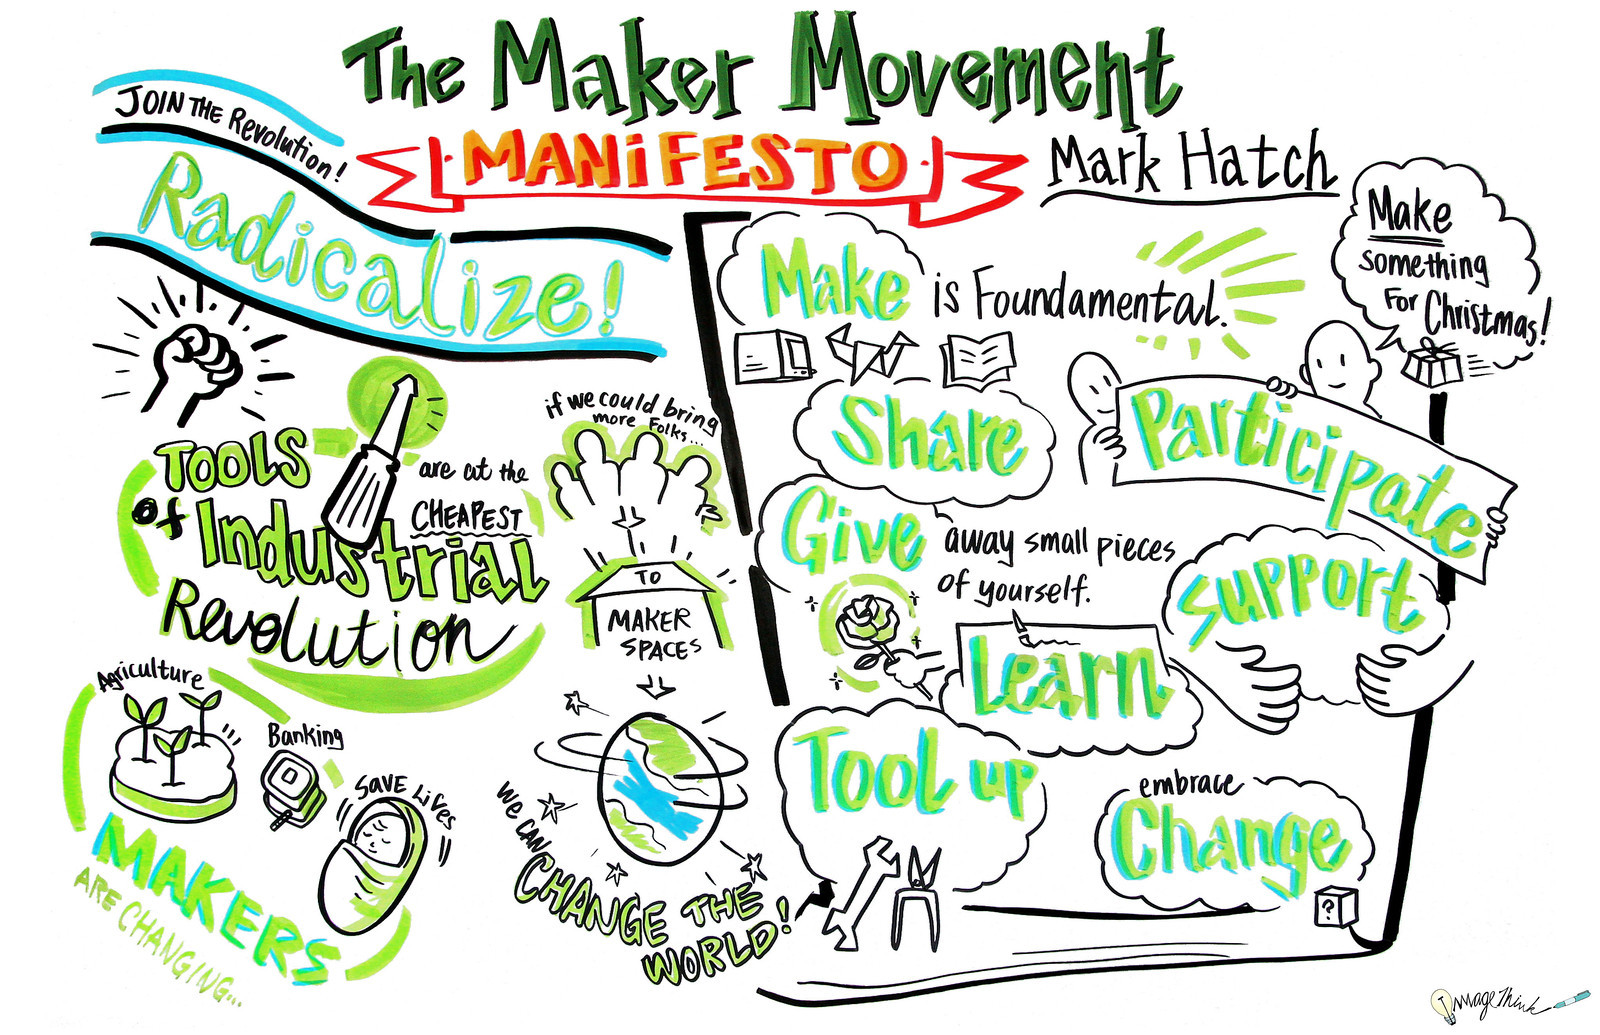 The Maker Movement
MANiFESTO
Mark Hatch
JOIN THE Revolution!
Radicalize!
TOOLS
of Industrial
Revolution
are at the
CHEAPEST
if we could bring
more Folks...
TO
MAKER
SPACES
WE CAN
CHANGE THE
WORLD!
Agriculture
Banking
SAVE LIVES
MAKERS
ARE CHANGING...
Make is Foundamental.
Make
something
For Christmas!
Share
Participate
Give away small pieces
of yourself.
Support
Learn
Tool up
embrace
Change
?
ImageThink